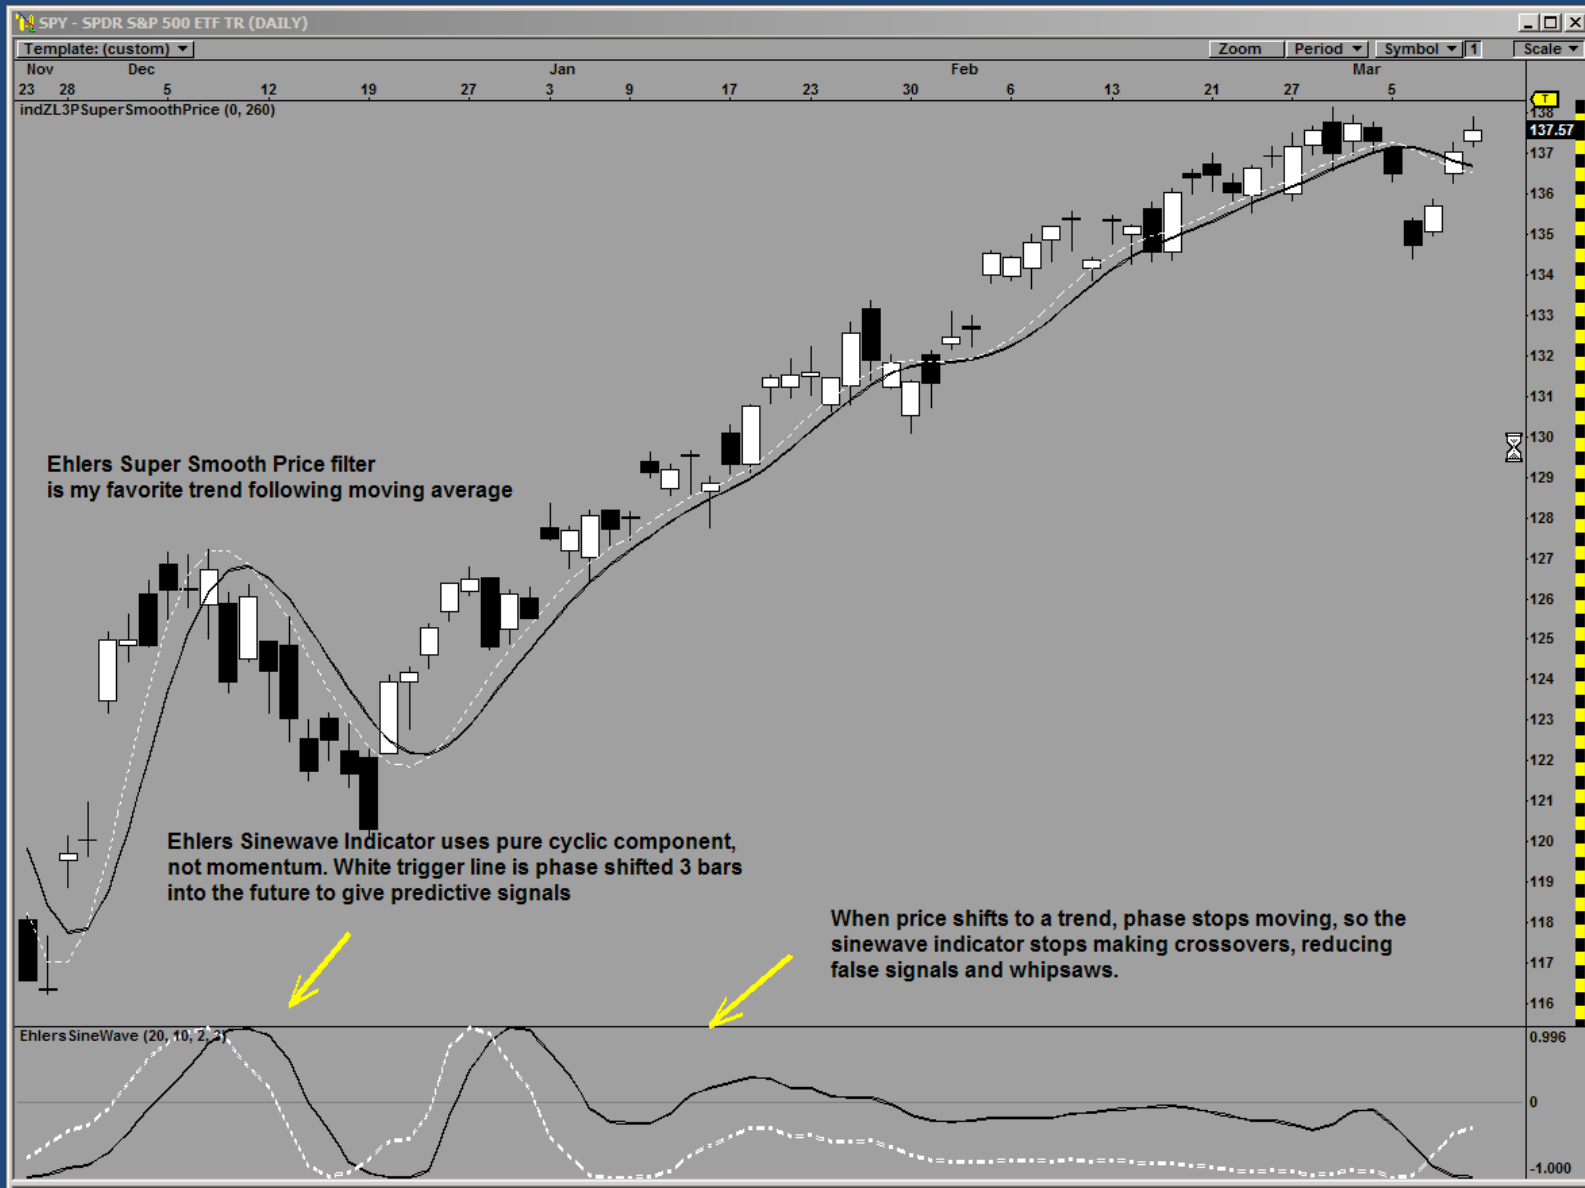 SPY - SPDR S&P 500 ETF TR (DAILY)
Template: (custom)
Zoom Period Symbol 1 Scale
Nov Dec Jan Feb Mar
23 28 5 12 19 27 3 9 17 23 30 6 13 21 27 5
T
indZL3PSuperSmoothPrice (0, 260)
138
137.57
137
136
135
134
133
132
131
130
129
128
127
126
125
124
123
122
121
120
119
118
117
116
Ehlers Super Smooth Price filter
is my favorite trend following moving average
Ehlers Sinewave Indicator uses pure cyclic component,
not momentum. White trigger line is phase shifted 3 bars
into the future to give predictive signals
When price shifts to a trend, phase stops moving, so the
sinewave indicator stops making crossovers, reducing
false signals and whipsaws.
EhlersSineWave (20, 10, 2, 3)
0.996
0
-1.000